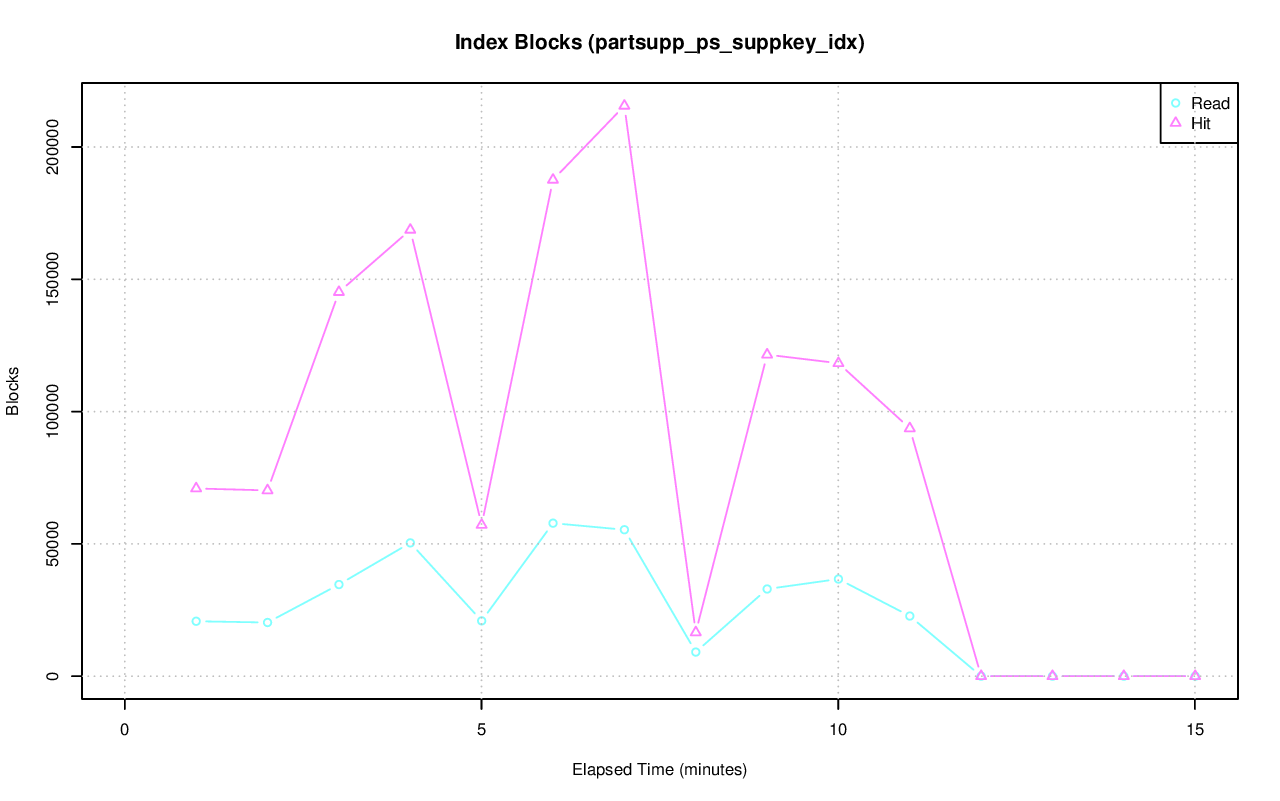 Index Blocks (partsupp_ps_suppkey_idx)
Read
Hit
Blocks
200000
150000
100000
50000
0
0 5 10 15
Elapsed Time (minutes)